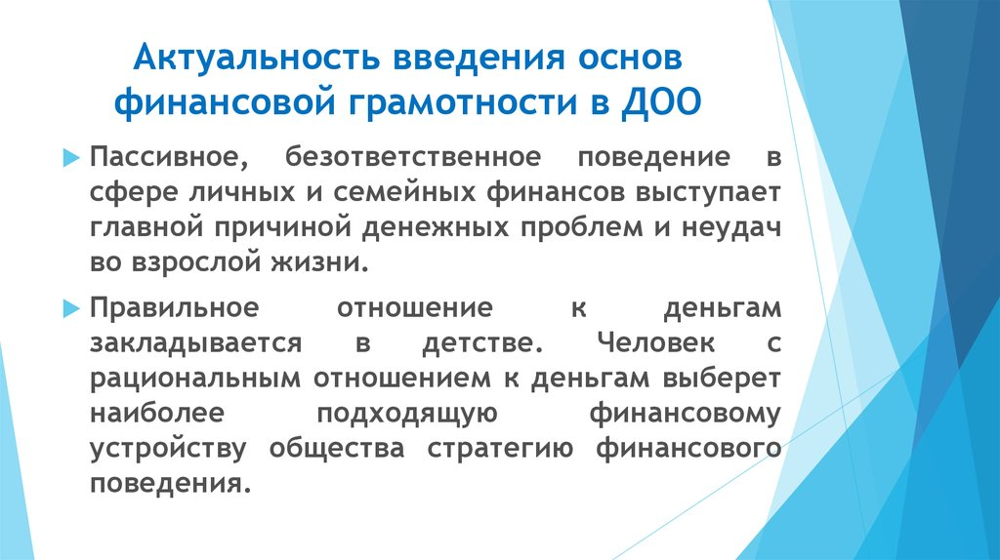 Актуальность введения основ
финансовой грамотности в ДОО
Пассивное, безответственное поведение в
сфере личных и семейных финансов выступает
главной причиной денежных проблем и неудач
во взрослой жизни.
Правильное отношение к деньгам
закладывается в детстве. Человек с
рациональным отношением к деньгам выберет
наиболее подходящую финансовому
устройству общества стратегию финансового
поведения.